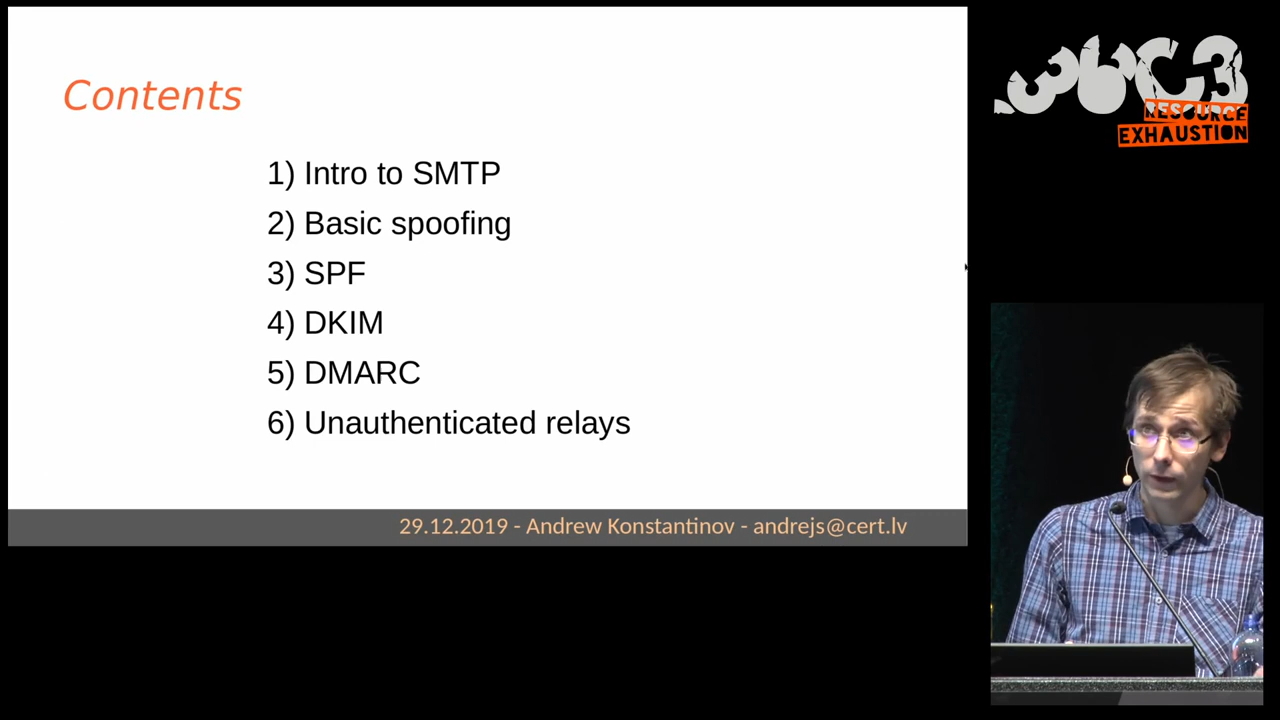 Contents
1) Intro to SMTP
2) Basic spoofing
3) SPF
4) DKIM
5) DMARC
6) Unauthenticated relays
29.12.2019 - Andrew Konstantinov - andrejs@cert.lv
36C3
RESOURCE
EXHAUSTION